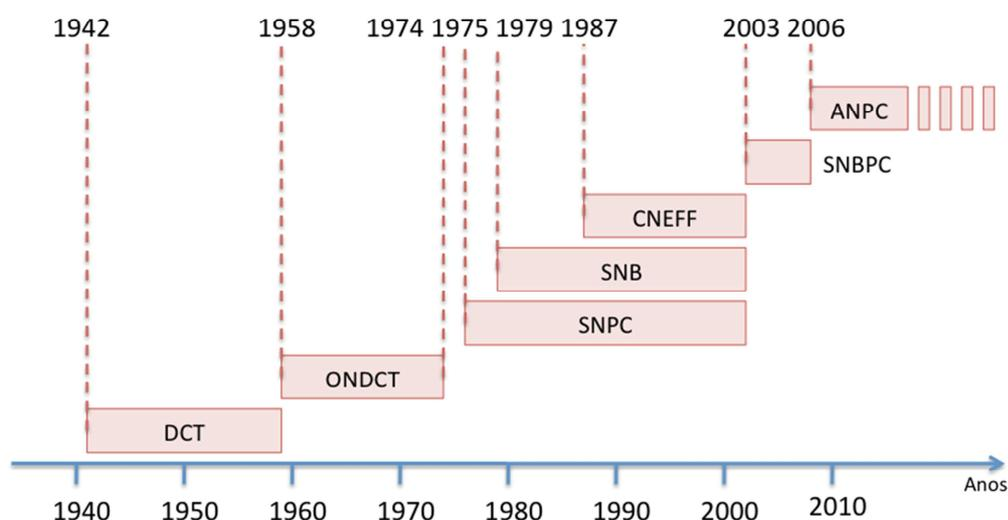 1942 1958 1974 1975 1979 1987 2003 2006
ANPC
SNBPC
CNEFF
SNB
SNPC
ONDCT
DCT
Anos
1940 1950 1960 1970 1980 1990 2000 2010